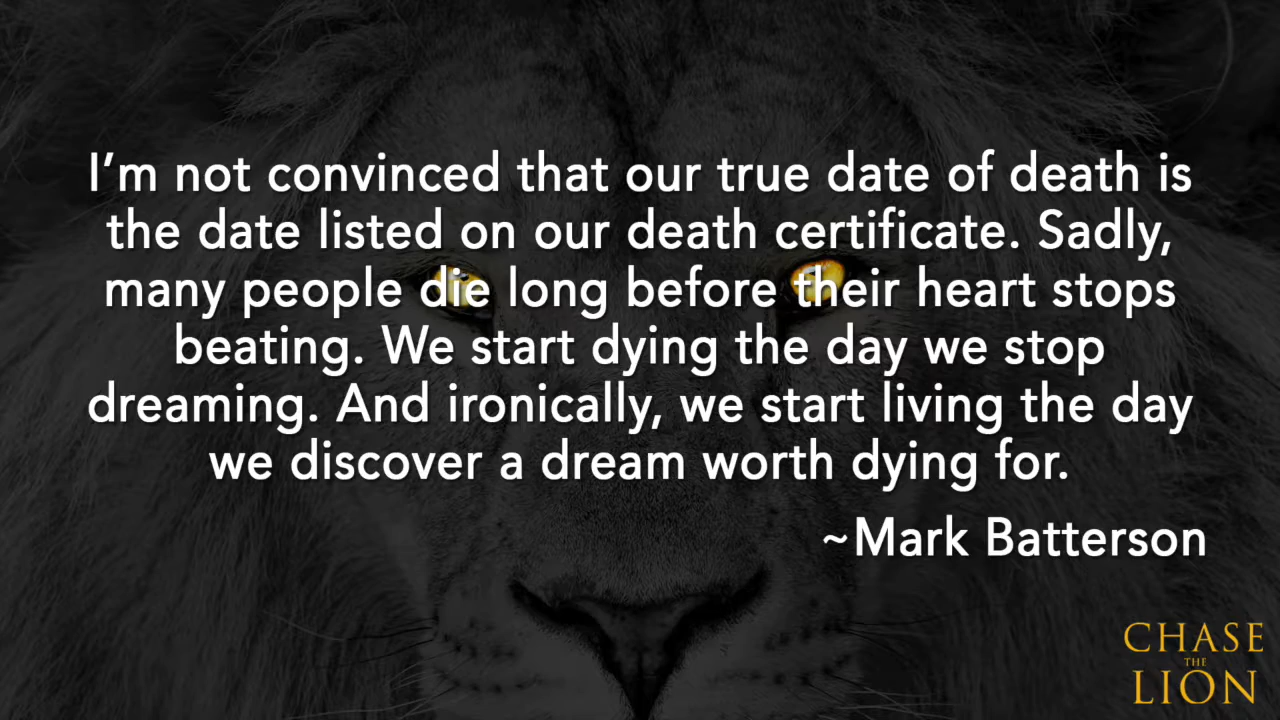 I’m not convinced that our true date of death is
the date listed on our death certificate. Sadly,
many people die long before their heart stops
beating. We start dying the day we stop
dreaming. And ironically, we start living the day
we discover a dream worth dying for.
~Mark Batterson
CHASE
THE
LION